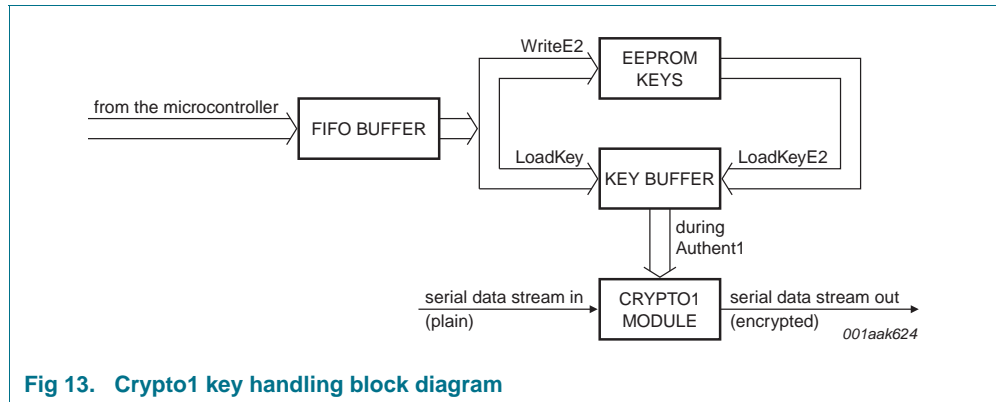 WriteE2
EEPROM
KEYS
from the microcontroller
FIFO BUFFER
LoadKey
LoadKeyE2
KEY BUFFER
during
Authent1
serial data stream in
(plain)
CRYPTO1
MODULE
serial data stream out
(encrypted)
001aak624
Fig 13. Crypto1 key handling block diagram